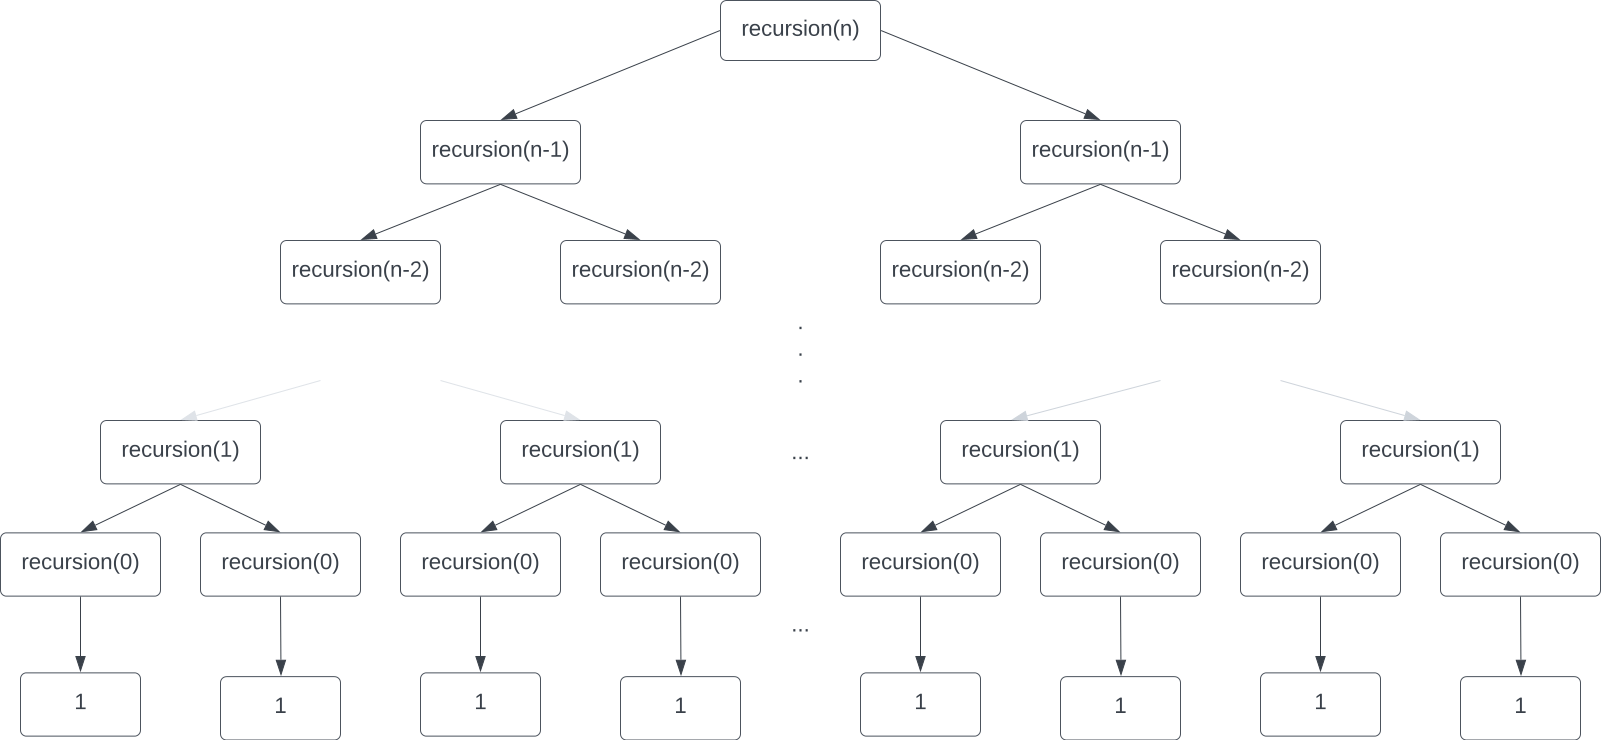 recursion(n)
recursion(n-1) recursion(n-1)
recursion(n-2) recursion(n-2) recursion(n-2) recursion(n-2)
.
.
.
recursion(1) recursion(1) ... recursion(1) recursion(1)
recursion(0) recursion(0) recursion(0) recursion(0) recursion(0) recursion(0) recursion(0) recursion(0)
...
1 1 1 1 1 1 1 1